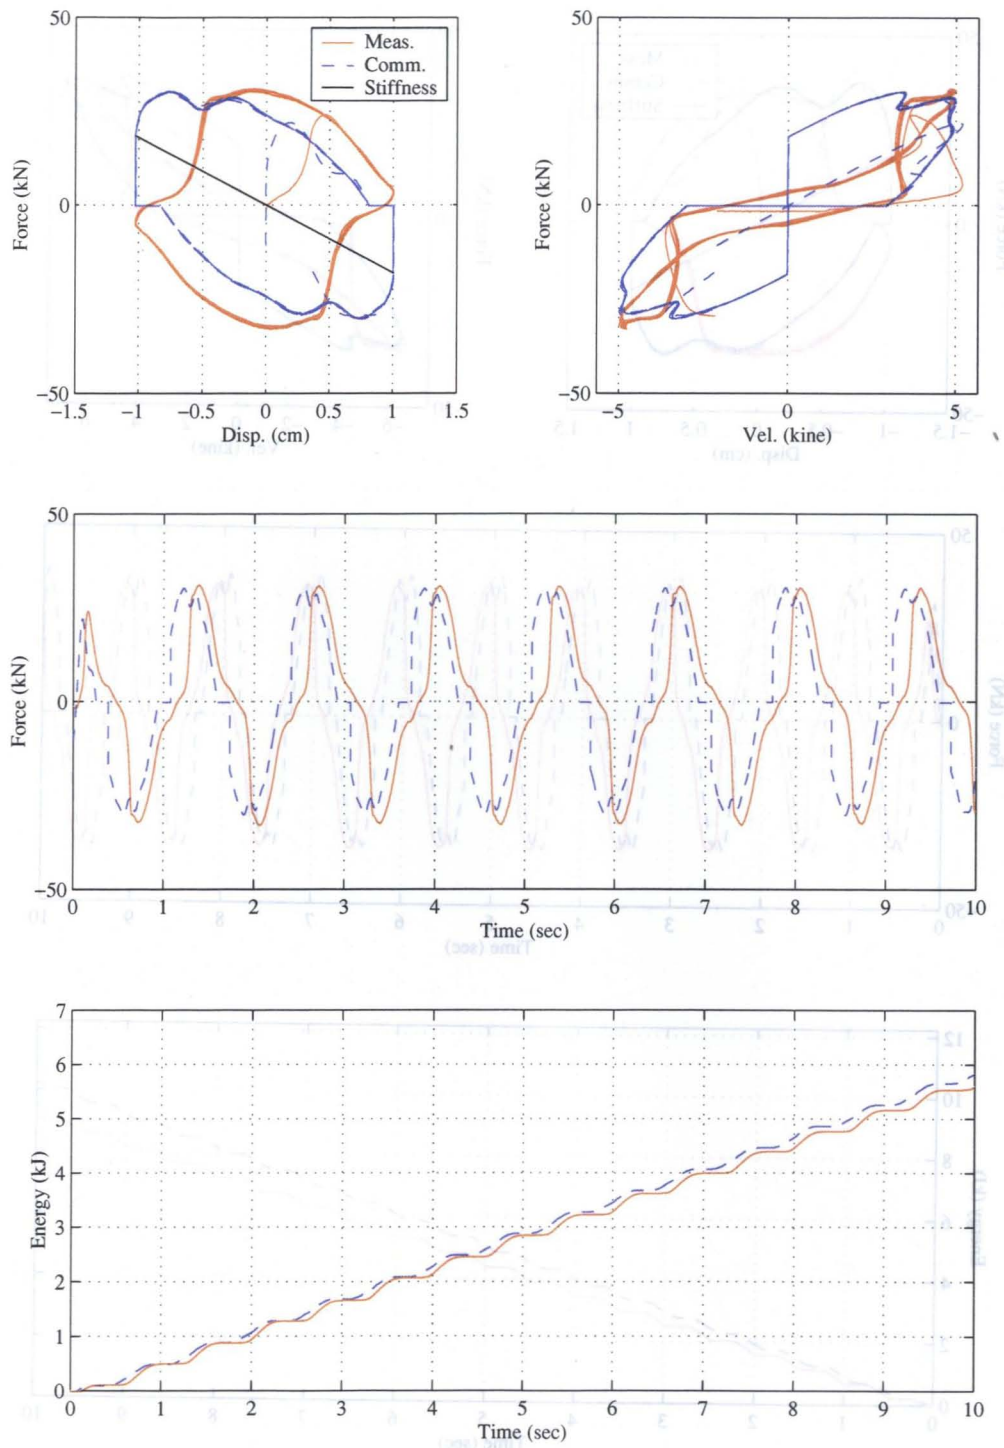 50
0
−50
Force (kN)
−1.5 −1 −0.5 0 0.5 1 1.5
Disp. (cm)
Meas.
Comm.
Stiffness
50
0
−50
Force (kN)
−5 0 5
Vel. (kine)
50
0
−50
Force (kN)
0 1 2 3 4 5 6 7 8 9 10
Time (sec)
7
6
5
4
3
2
1
0
Energy (kJ)
0 1 2 3 4 5 6 7 8 9 10
Time (sec)